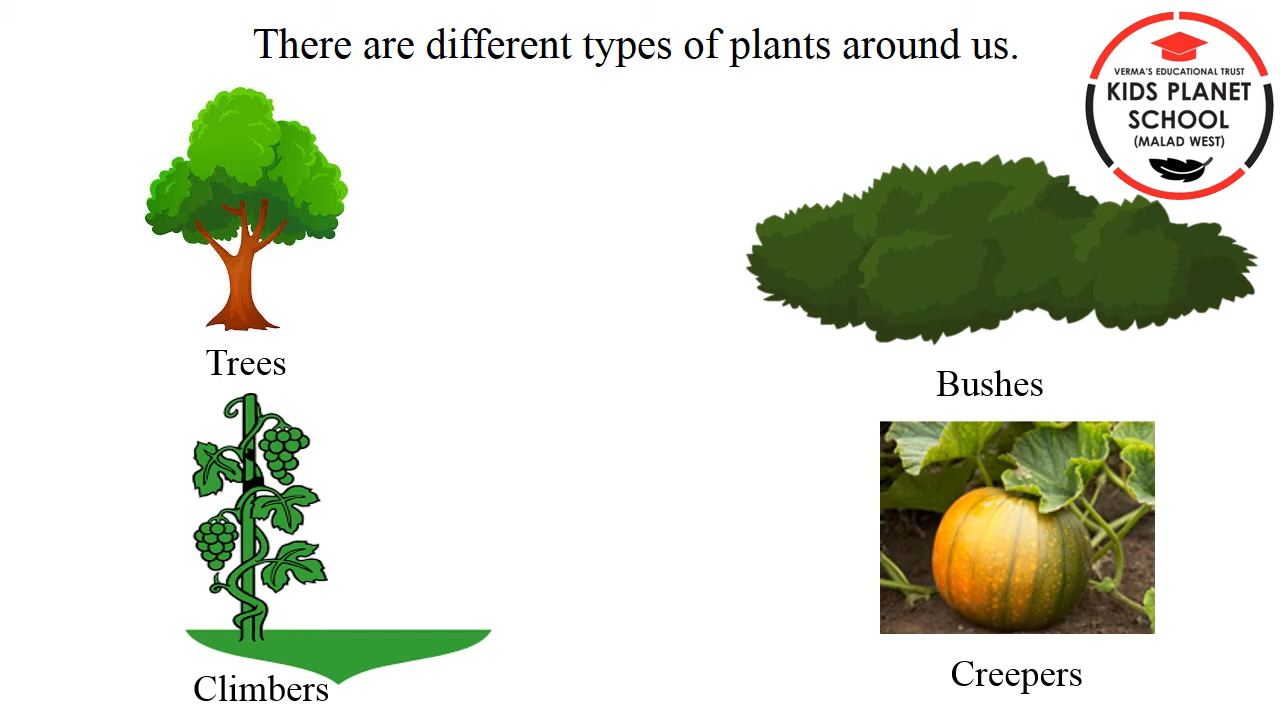 There are different types of plants around us.
VERMA'S EDUCATIONAL TRUST
KIDS PLANET
SCHOOL
(MALAD WEST)
Trees
Bushes
Climbers
Creepers